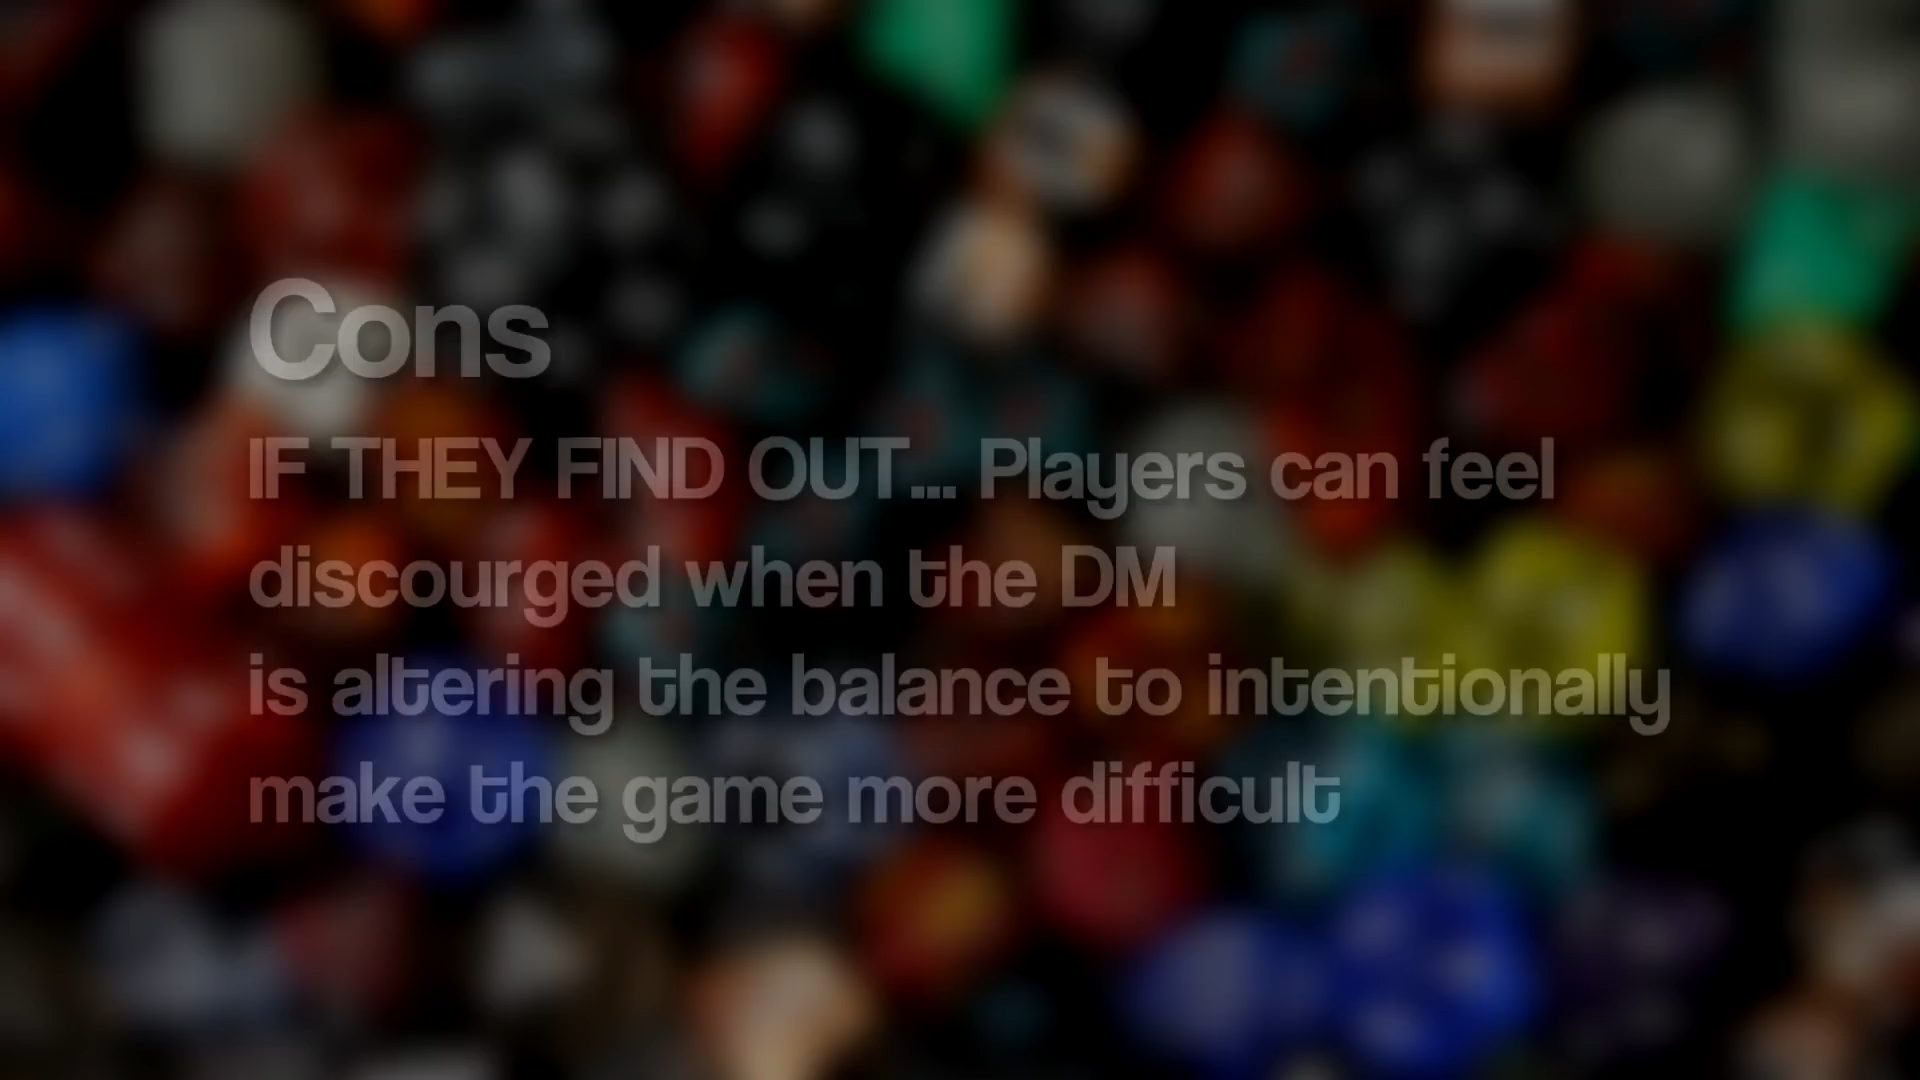 Cons
IF THEY FIND OUT... Players can feel
discourged when the DM
is altering the balance to intentionally
make the game more difficult